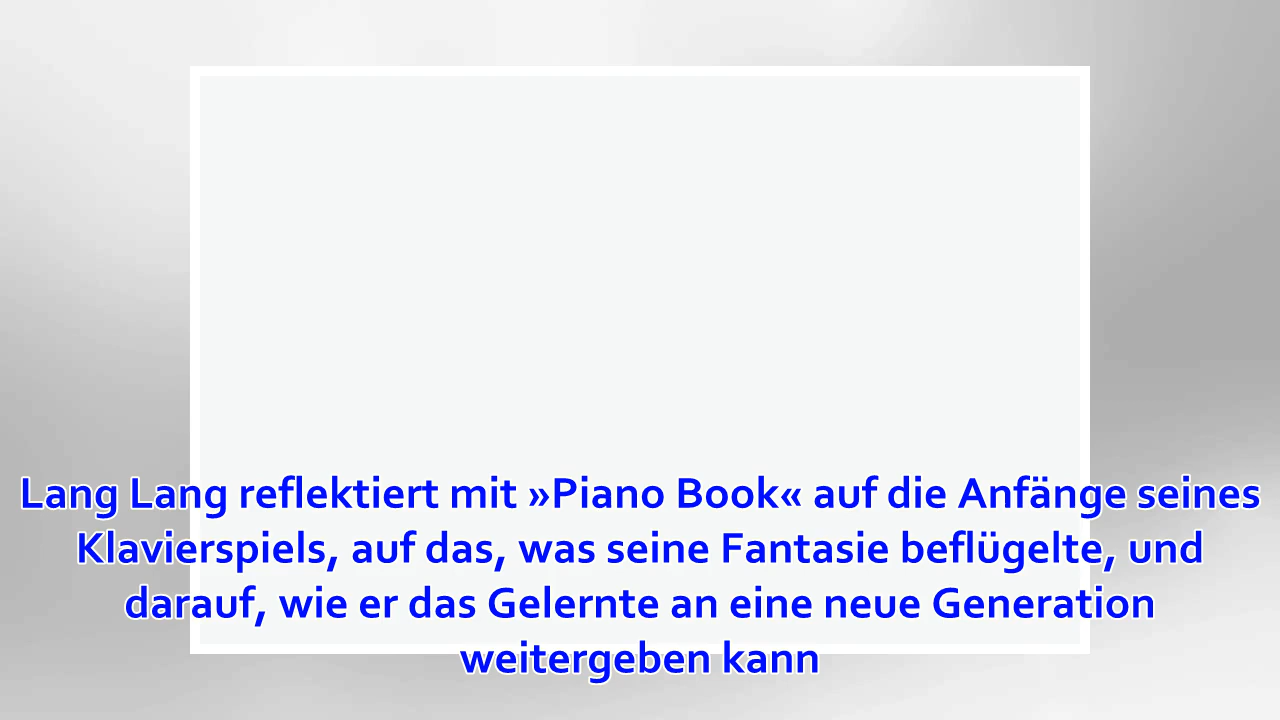 Lang Lang reflektiert mit »Piano Book« auf die Anfänge seines
Klavierspiels, auf das, was seine Fantasie beflügelte, und
darauf, wie er das Gelernte an eine neue Generation
weitergeben kann